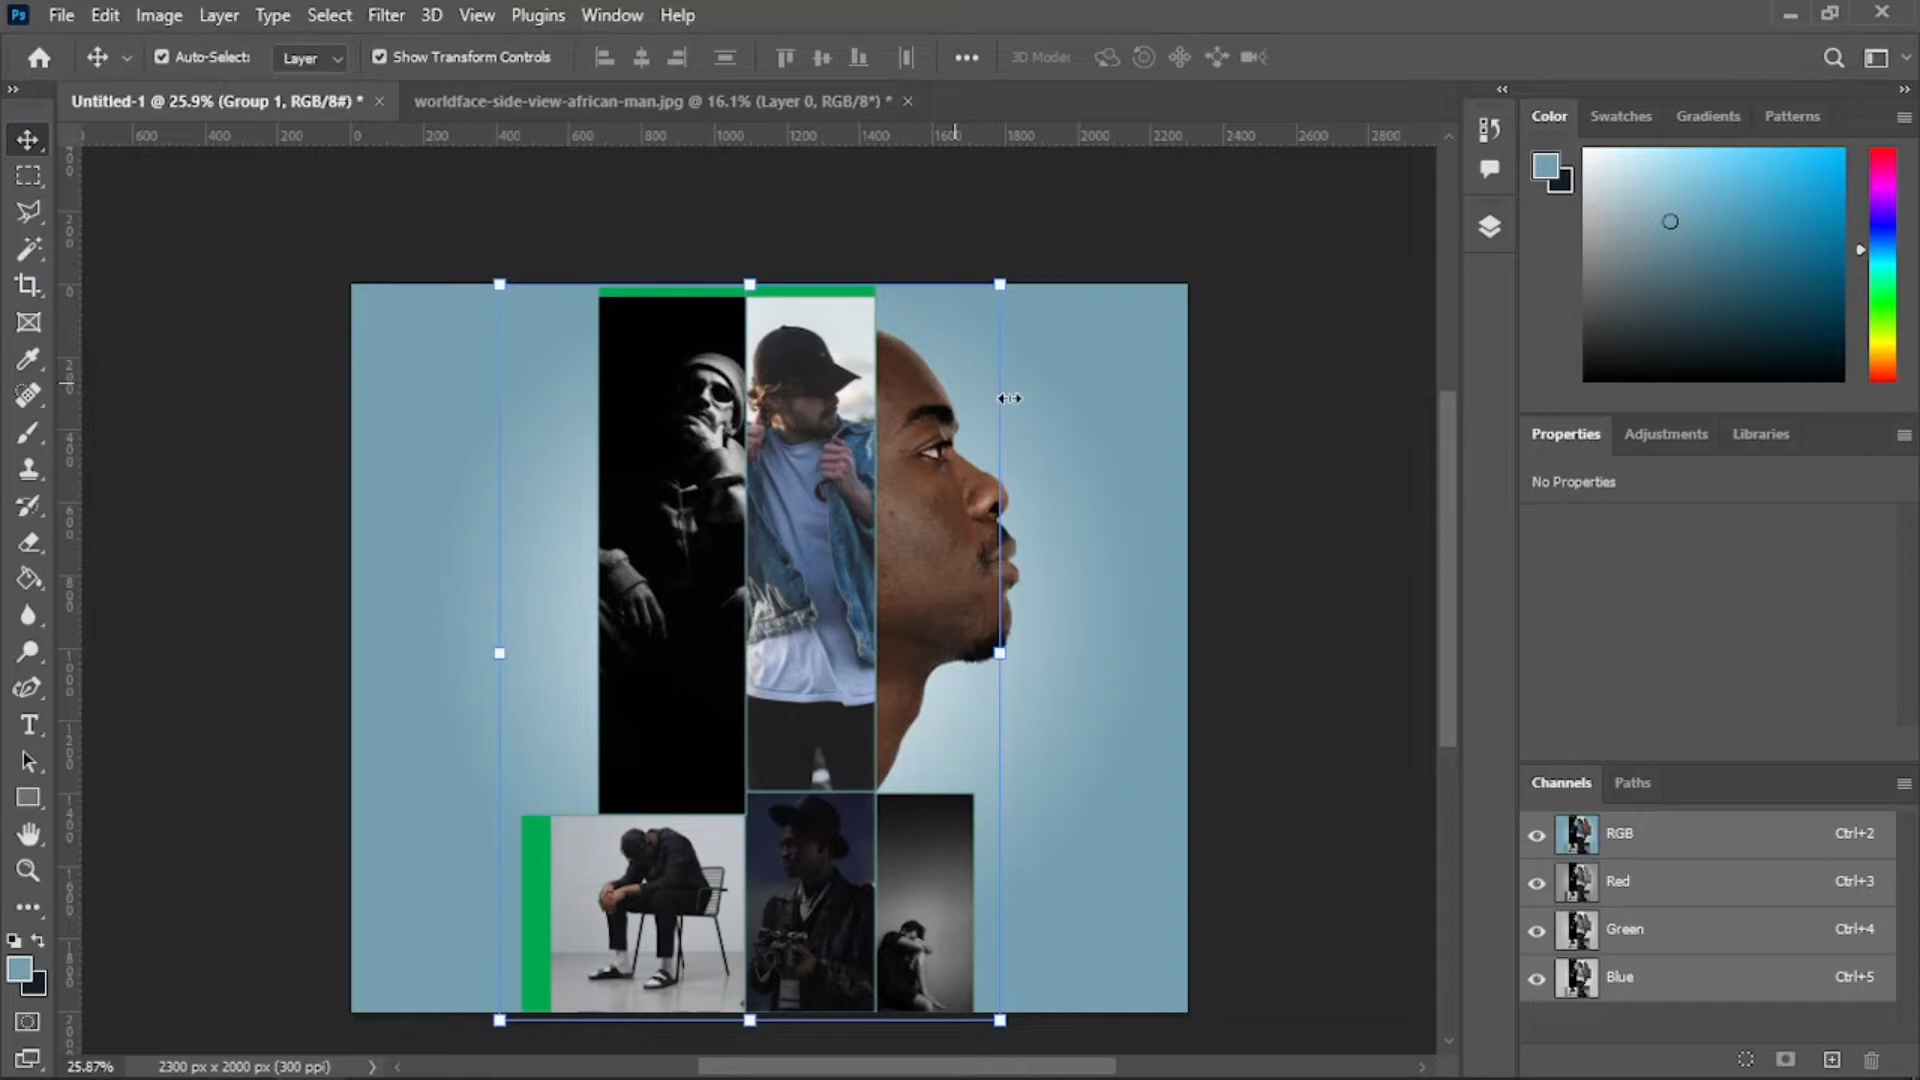 Ps File Edit Image Layer Type Select Filter 3D View Plugins Window Help
Auto-Select: Layer Show Transform Controls 3D Mode:
Untitled-1 @ 25.9% (Group 1, RGB/8#) * worldface-side-view-african-man.jpg @ 16.1% (Layer 0, RGB/8*) *
600 400 200 0 200 400 600 800 1000 1200 1400 1600 1800 2000 2200 2400 2600 2800
Color Swatches Gradients Patterns
Properties Adjustments Libraries
No Properties
Channels Paths
RGB Ctrl+2
Red Ctrl+3
Green Ctrl+4
Blue Ctrl+5
25.87% 2300 px x 2000 px (300 ppi)